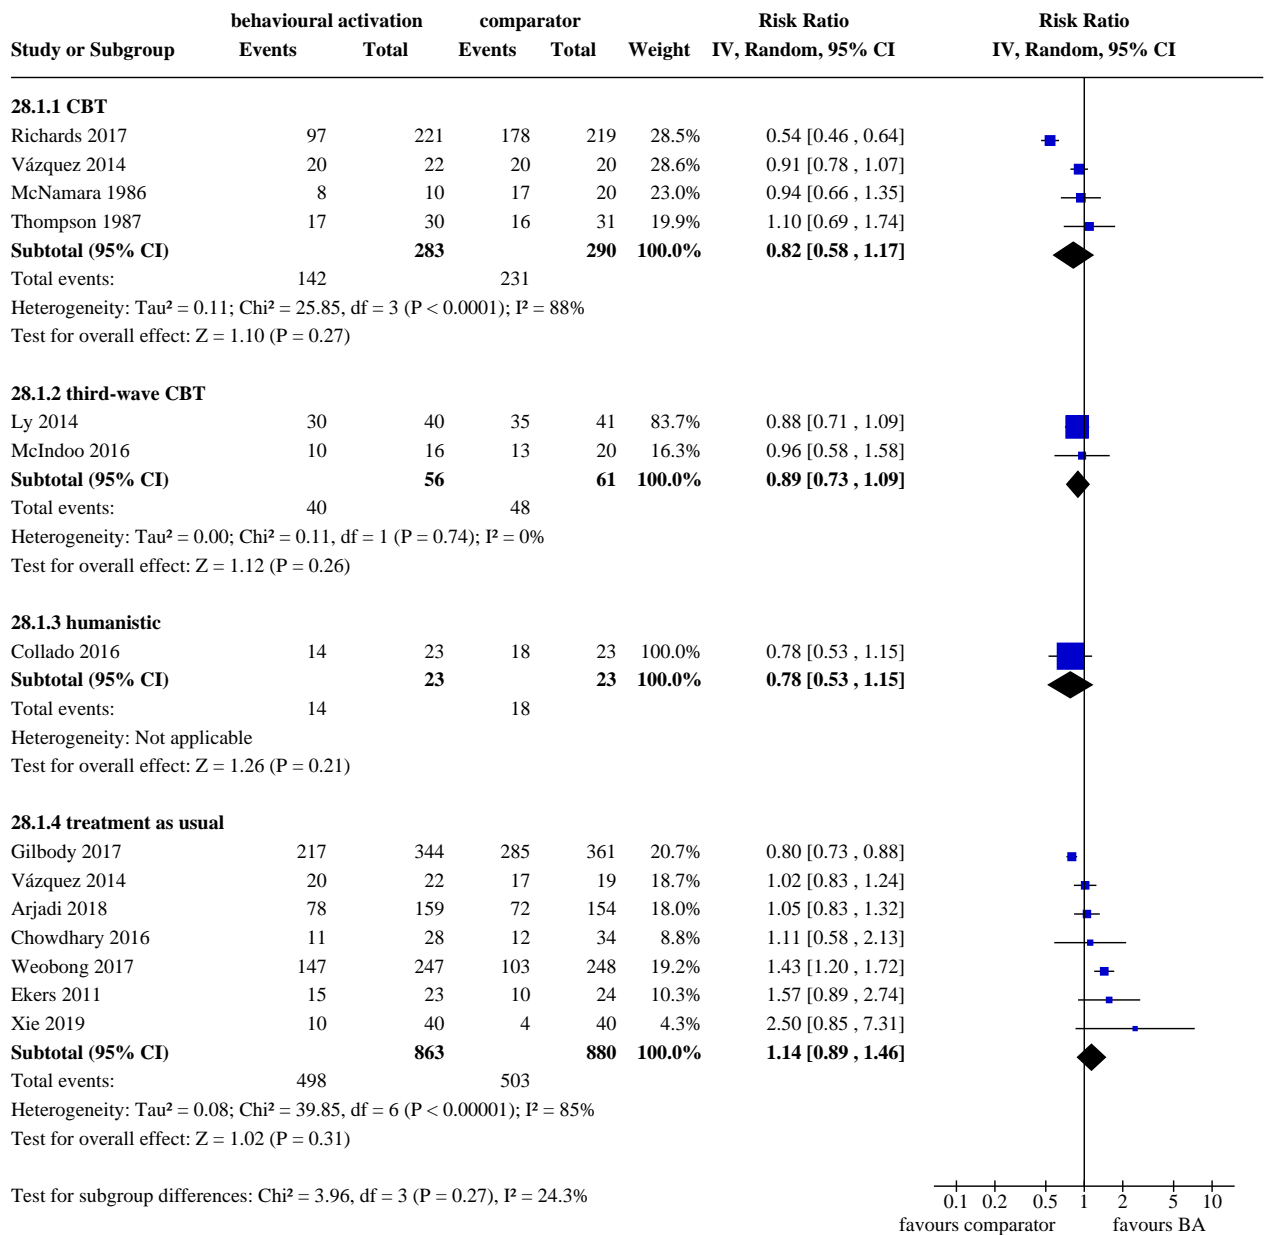 behavioural activation comparator Risk Ratio Risk Ratio
Study or Subgroup Events Total Events Total Weight IV, Random, 95% CI IV, Random, 95% CI
28.1.1 CBT
Richards 2017 97 221 178 219 28.5% 0.54 [0.46 , 0.64]
Vázquez 2014 20 22 20 20 28.6% 0.91 [0.78 , 1.07]
McNamara 1986 8 10 17 20 23.0% 0.94 [0.66 , 1.35]
Thompson 1987 17 30 16 31 19.9% 1.10 [0.69 , 1.74]
Subtotal (95% CI) 283 290 100.0% 0.82 [0.58 , 1.17]
Total events: 142 231
Heterogeneity: Tau² = 0.11; Chi² = 25.85, df = 3 (P < 0.0001); I² = 88%
Test for overall effect: Z = 1.10 (P = 0.27)
28.1.2 third-wave CBT
Ly 2014 30 40 35 41 83.7% 0.88 [0.71 , 1.09]
McIndoo 2016 10 16 13 20 16.3% 0.96 [0.58 , 1.58]
Subtotal (95% CI) 56 61 100.0% 0.89 [0.73 , 1.09]
Total events: 40 48
Heterogeneity: Tau² = 0.00; Chi² = 0.11, df = 1 (P = 0.74); I² = 0%
Test for overall effect: Z = 1.12 (P = 0.26)
28.1.3 humanistic
Collado 2016 14 23 18 23 100.0% 0.78 [0.53 , 1.15]
Subtotal (95% CI) 23 23 100.0% 0.78 [0.53 , 1.15]
Total events: 14 18
Heterogeneity: Not applicable
Test for overall effect: Z = 1.26 (P = 0.21)
28.1.4 treatment as usual
Gilbody 2017 217 344 285 361 20.7% 0.80 [0.73 , 0.88]
Vázquez 2014 20 22 17 19 18.7% 1.02 [0.83 , 1.24]
Arjadi 2018 78 159 72 154 18.0% 1.05 [0.83 , 1.32]
Chowdhary 2016 11 28 12 34 8.8% 1.11 [0.58 , 2.13]
Weobong 2017 147 247 103 248 19.2% 1.43 [1.20 , 1.72]
Ekers 2011 15 23 10 24 10.3% 1.57 [0.89 , 2.74]
Xie 2019 10 40 4 40 4.3% 2.50 [0.85 , 7.31]
Subtotal (95% CI) 863 880 100.0% 1.14 [0.89 , 1.46]
Total events: 498 503
Heterogeneity: Tau² = 0.08; Chi² = 39.85, df = 6 (P < 0.00001); I² = 85%
Test for overall effect: Z = 1.02 (P = 0.31)
Test for subgroup differences: Chi² = 3.96, df = 3 (P = 0.27), I² = 24.3%
0.1 0.2 0.5 1 2 5 10
favours comparator favours BA